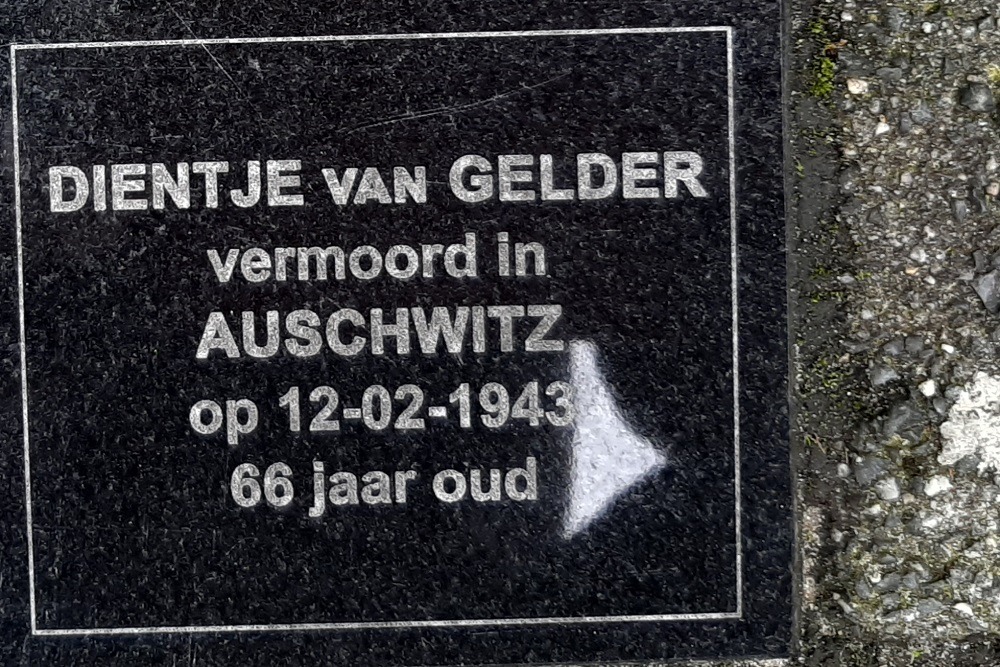 DIENTJE VAN GELDER
vermoord in
AUSCHWITZ
op 12-02-1943
66 jaar oud